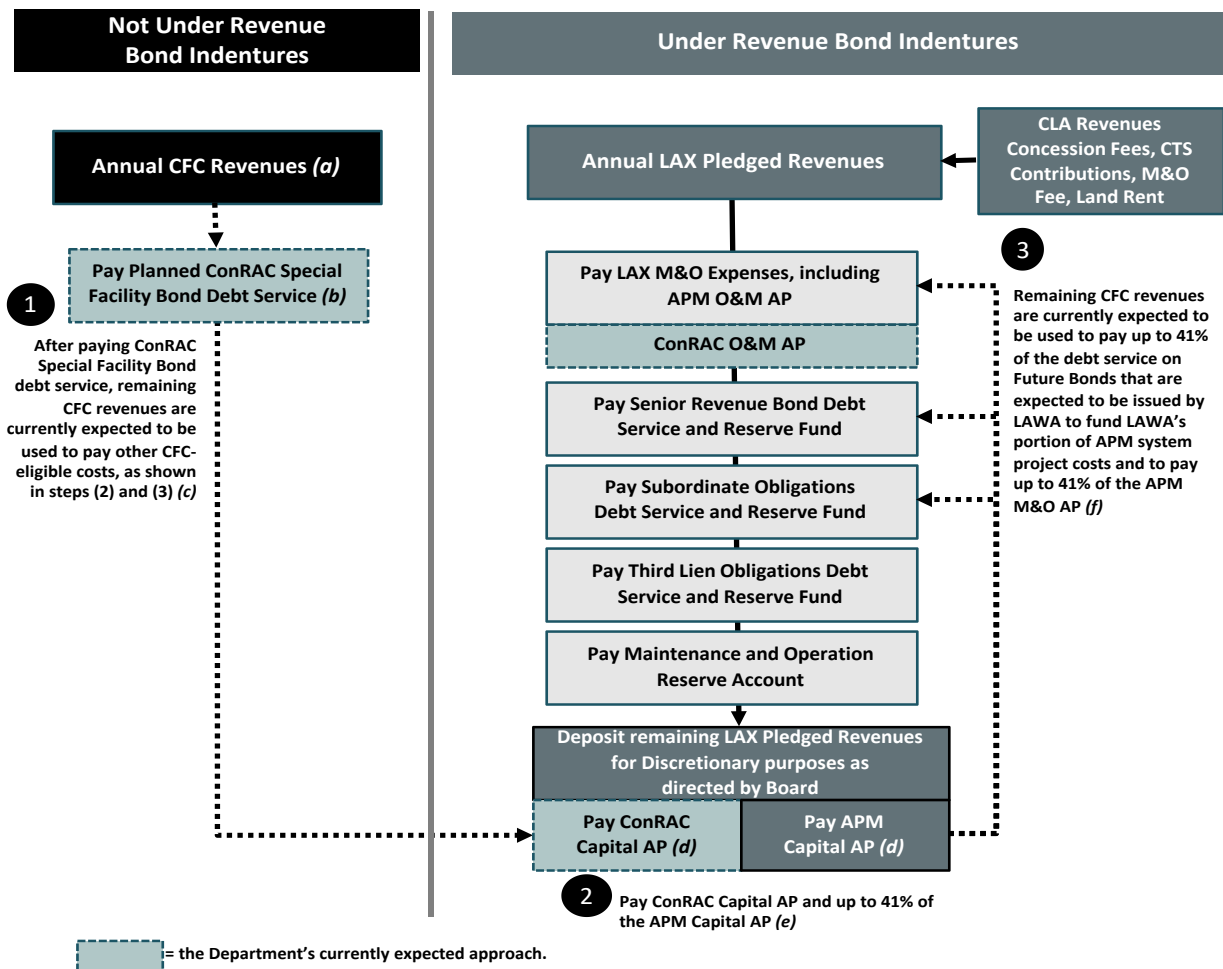 Not Under Revenue
Bond Indentures
Under Revenue Bond Indentures
Annual CFC Revenues (a)
Pay Planned ConRAC Special
Facility Bond Debt Service (b)
1
After paying ConRAC
Special Facility Bond
debt service, remaining
CFC revenues are
currently expected to be
used to pay other CFC-
eligible costs, as shown
in steps (2) and (3) (c)
Annual LAX Pledged Revenues
CLA Revenues
Concession Fees, CTS
Contributions, M&O
Fee, Land Rent
Pay LAX M&O Expenses, including
APM O&M AP
ConRAC O&M AP
Pay Senior Revenue Bond Debt
Service and Reserve Fund
Pay Subordinate Obligations
Debt Service and Reserve Fund
Pay Third Lien Obligations Debt
Service and Reserve Fund
Pay Maintenance and Operation
Reserve Account
Deposit remaining LAX Pledged Revenues
for Discretionary purposes as
directed by Board
Pay ConRAC
Capital AP (d)
Pay APM
Capital AP (d)
2
Pay ConRAC Capital AP and up to 41% of
the APM Capital AP (e)
3
Remaining CFC revenues
are currently expected to
be used to pay up to 41%
of the debt service on
Future Bonds that are
expected to be issued by
LAWA to fund LAWA's
portion of APM system
project costs and to pay
up to 41% of the APM
M&O AP (f)
= the Department's currently expected approach.